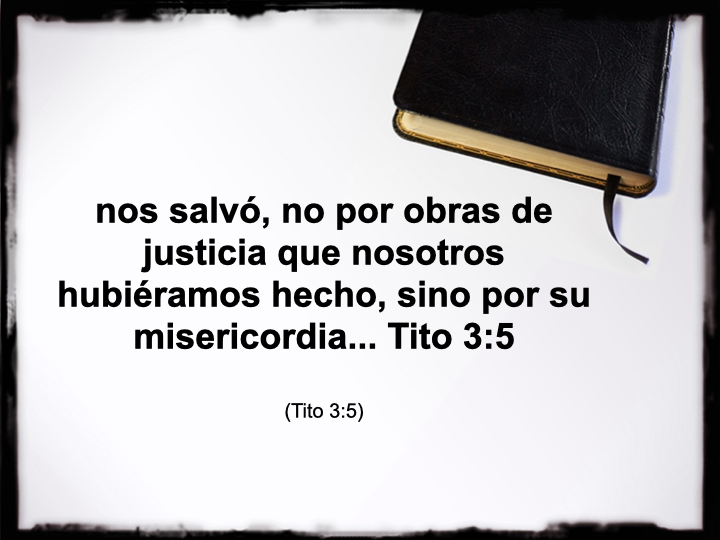 nos salvó, no por obras de
justicia que nosotros
hubiéramos hecho, sino por su
misericordia... Tito 3:5
(Tito 3:5)